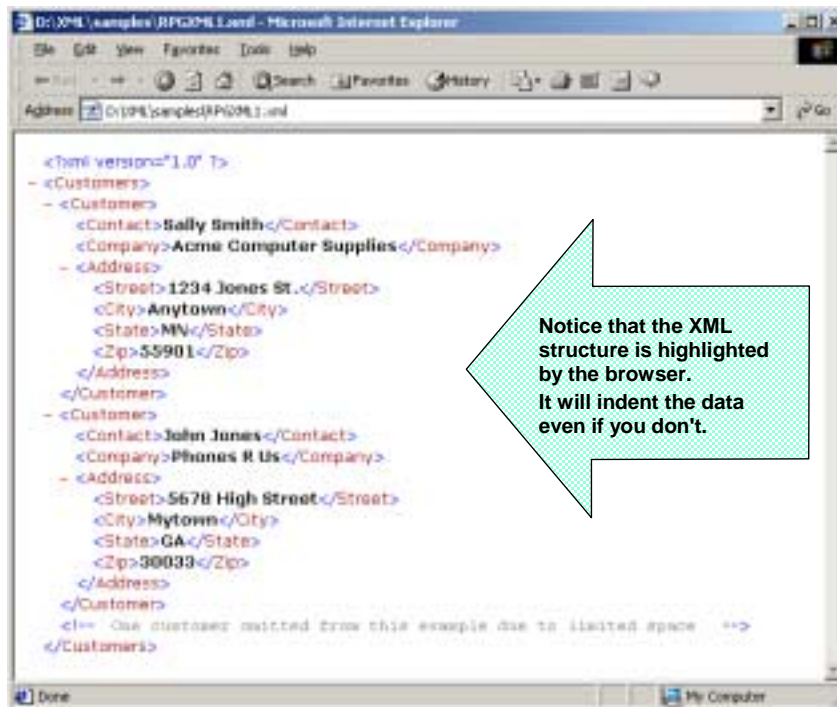 D:\XML\samples\RPGXML1.xml - Microsoft Internet Explorer
File Edit View Favorites Tools Help
Search Favorites History
Address D:\XML\samples\RPGXML1.xml Go
<?xml version="1.0" ?>
- <Customers>
- <Customer>
<Contact>Sally Smith</Contact>
<Company>Acme Computer Supplies</Company>
- <Address>
<Street>1234 Jones St.</Street>
<City>Anytown</City>
<State>MN</State>
<Zip>55901</Zip>
</Address>
</Customer>
- <Customer>
<Contact>John Jones</Contact>
<Company>Phones R Us</Company>
- <Address>
<Street>5678 High Street</Street>
<City>Mytown</City>
<State>GA</State>
<Zip>30033</Zip>
</Address>
</Customer>
<!-- One customer omitted from this example due to limited space -->
</Customers>
Notice that the XML
structure is highlighted
by the browser.
It will indent the data
even if you don't.
Done My Computer